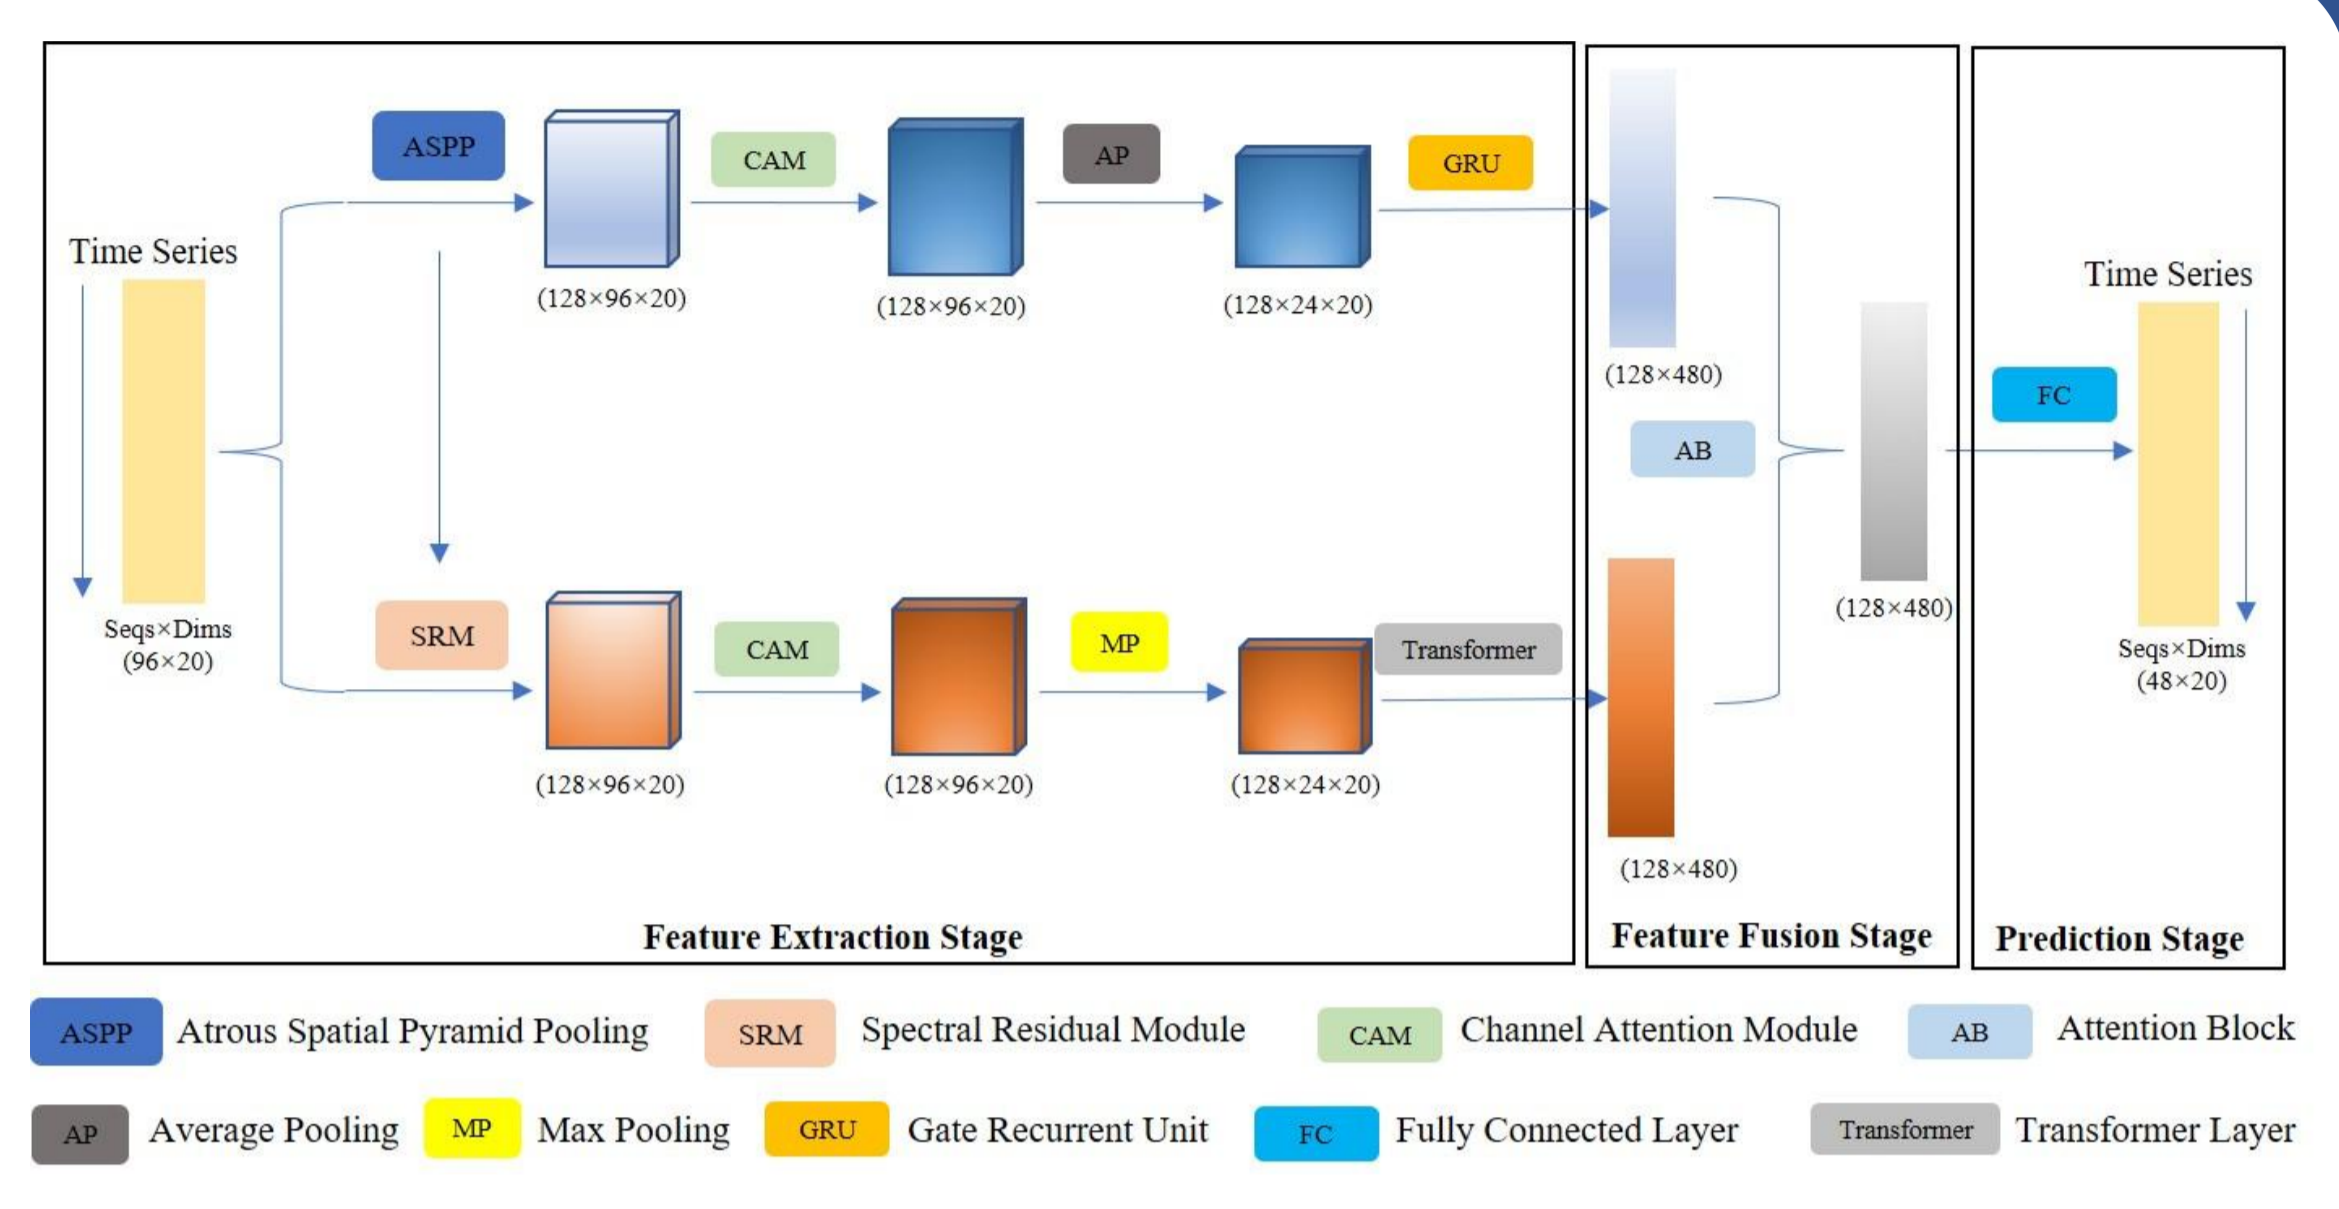 Time Series
Seqs×Dims
(96×20)
ASPP
(128×96×20)
CAM
(128×96×20)
AP
(128×24×20)
GRU
SRM
(128×96×20)
CAM
(128×96×20)
MP
(128×24×20)
Transformer
Feature Extraction Stage
(128×480)
AB
(128×480)
(128×480)
Feature Fusion Stage
FC
Time Series
Seqs×Dims
(48×20)
Prediction Stage
ASPP Atrous Spatial Pyramid Pooling SRM Spectral Residual Module CAM Channel Attention Module AB Attention Block
AP Average Pooling MP Max Pooling GRU Gate Recurrent Unit FC Fully Connected Layer Transformer Transformer Layer